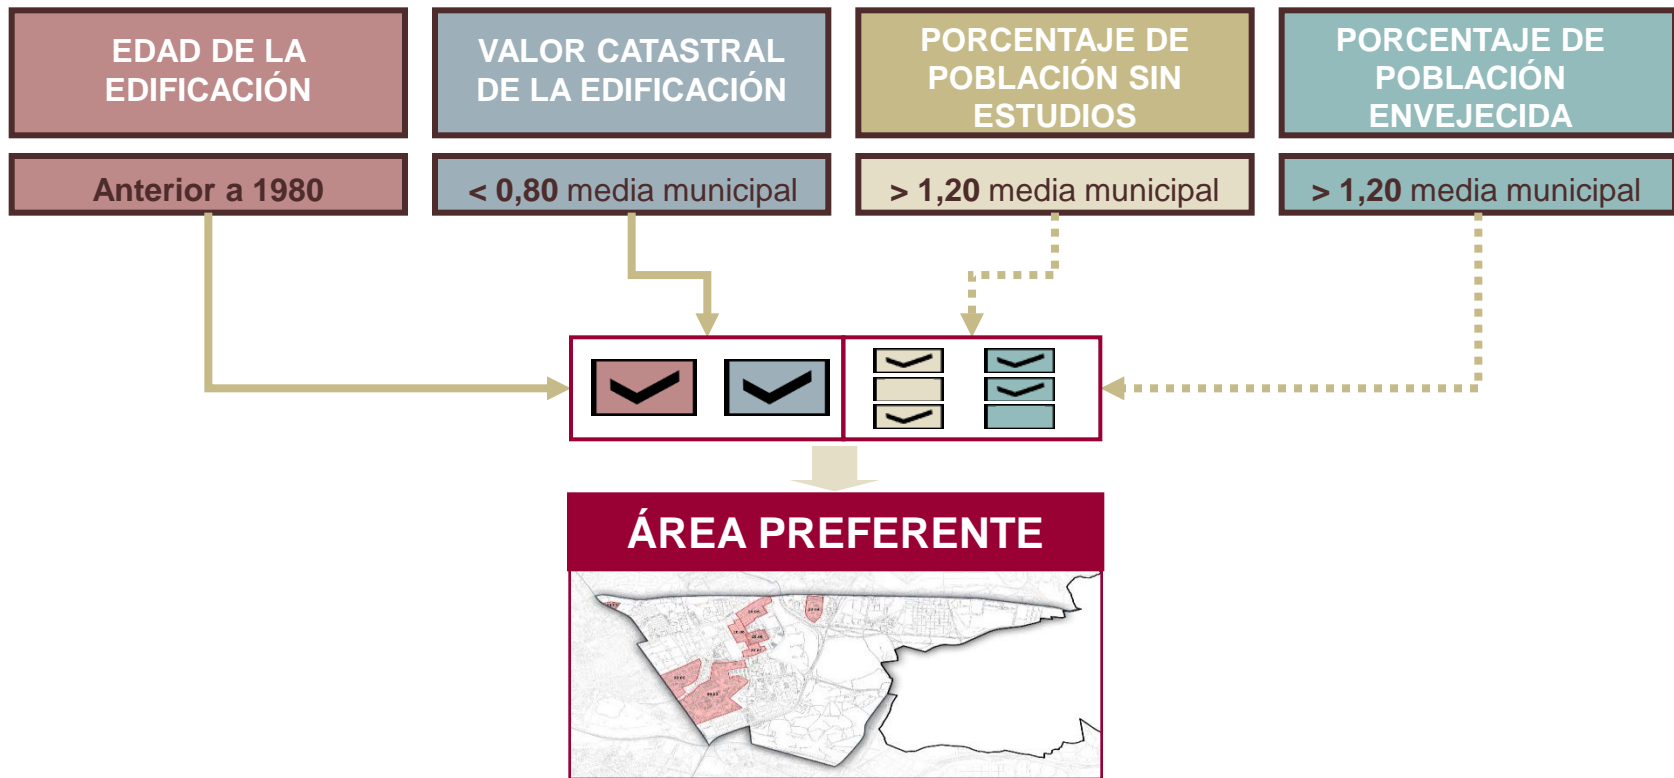 EDAD DE LA
EDIFICACIÓN
VALOR CATASTRAL
DE LA EDIFICACIÓN
PORCENTAJE DE
POBLACIÓN SIN
ESTUDIOS
PORCENTAJE DE
POBLACIÓN
ENVEJECIDA
Anterior a 1980
< 0,80 media municipal
> 1,20 media municipal
> 1,20 media municipal
ÁREA PREFERENTE